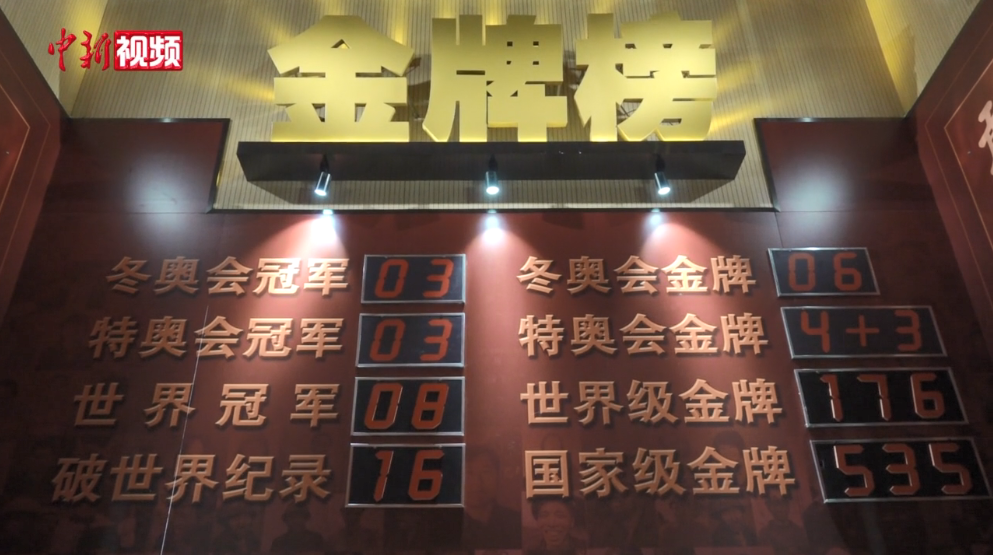 中新视频
金牌榜
冬奥会冠军 03 冬奥会金牌 06
特奥会冠军 03 特奥会金牌 4+3
世界冠军 08 世界级金牌 176
破世界纪录 16 国家级金牌 535